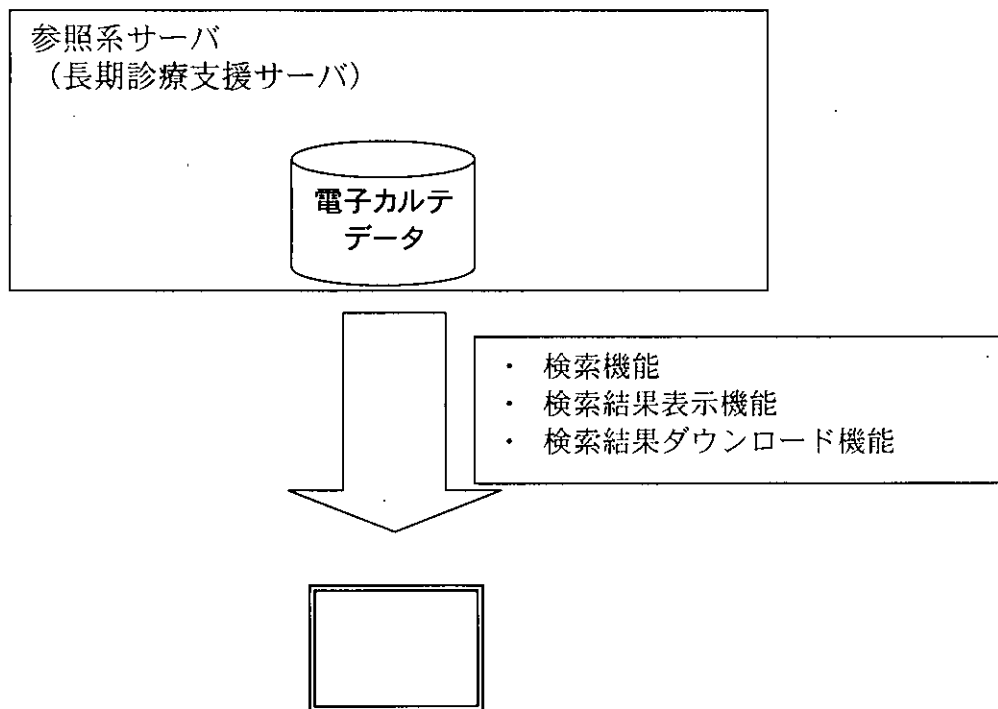 参照系サーバ
（長期診療支援サーバ）
電子カルテ
データ
・ 検索機能
・ 検索結果表示機能
・ 検索結果ダウンロード機能